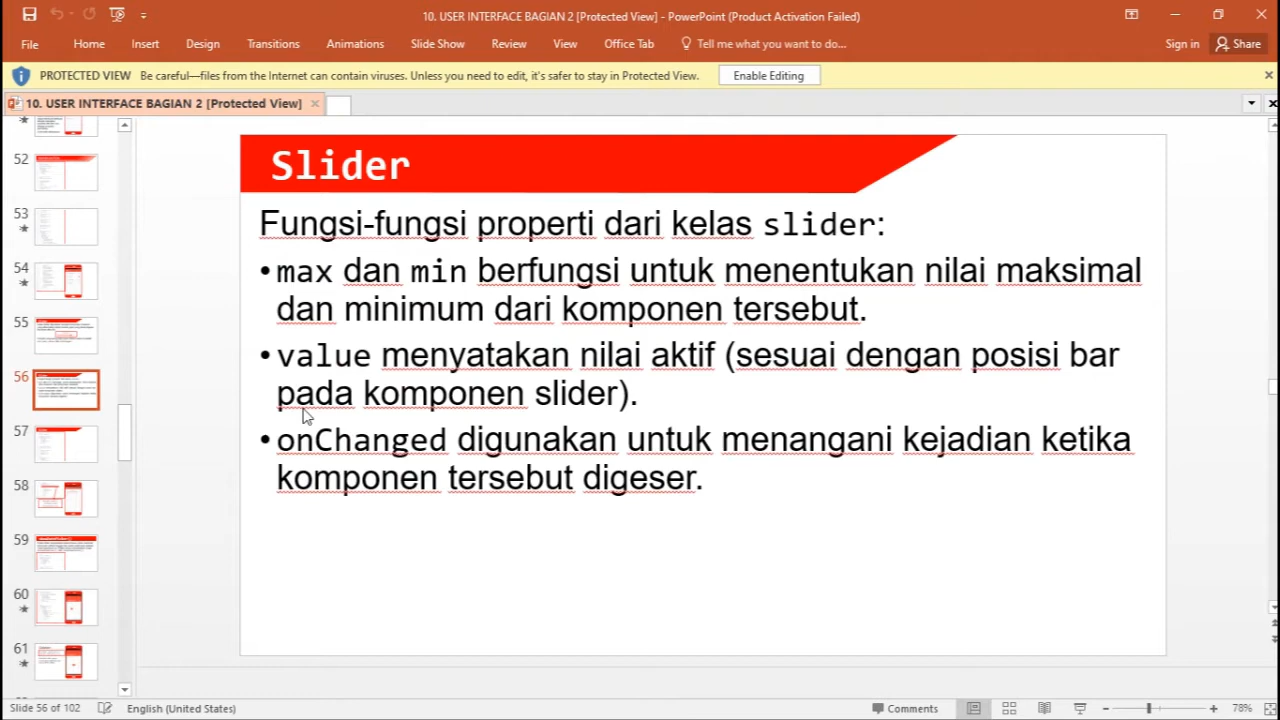 10. USER INTERFACE BAGIAN 2 [Protected View] - PowerPoint (Product Activation Failed)
File Home Insert Design Transitions Animations Slide Show Review View Office Tab Tell me what you want to do... Sign in Share
PROTECTED VIEW Be careful—files from the Internet can contain viruses. Unless you need to edit, it's safer to stay in Protected View. Enable Editing
10. USER INTERFACE BAGIAN 2 [Protected View]
52
53
54
55
56
57
58
59
60
61
Slider
Fungsi-fungsi properti dari kelas slider:
•max dan min berfungsi untuk menentukan nilai maksimal
dan minimum dari komponen tersebut.
•value menyatakan nilai aktif (sesuai dengan posisi bar
pada komponen slider).
•onChanged digunakan untuk menangani kejadian ketika
komponen tersebut digeser.
Slide 56 of 102 English (United States) Comments 78%